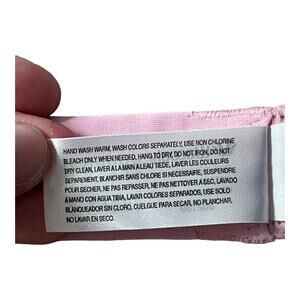 HAND WASH WARM, WASH COLORS SEPARATELY, USE NON CHLORINE
BLEACH ONLY WHEN NEEDED, HANG TO DRY, DO NOT IRON, DO NOT
DRY CLEAN, LAVER A LA MAIN À L'EAU TIÈDE, LAVER LES COULEURS
SEPAREMENT, BLANCHIR SANS CHLORE SI NECESSAIRE, SUSPENDRE
POUR SECHER, NE PAS REPASSER, NE PAS NETTOYER A SEC, LAVADO
A MANO CON AGUA TIBIA, LAVAR COLORES SEPARADOS, USE SOLO
BLANQUEADOR SIN CLORO, CUELGUE PARA SECAR, NO PLANCHAR,
NO LAVAR EN SECO.